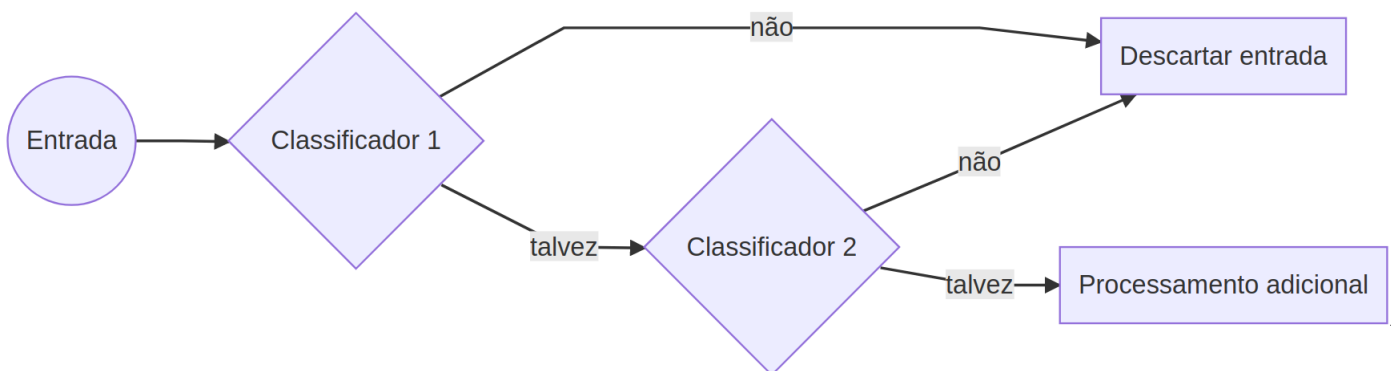 não
Descartar entrada
Entrada
Classificador 1
não
talvez
Classificador 2
talvez
Processamento adicional